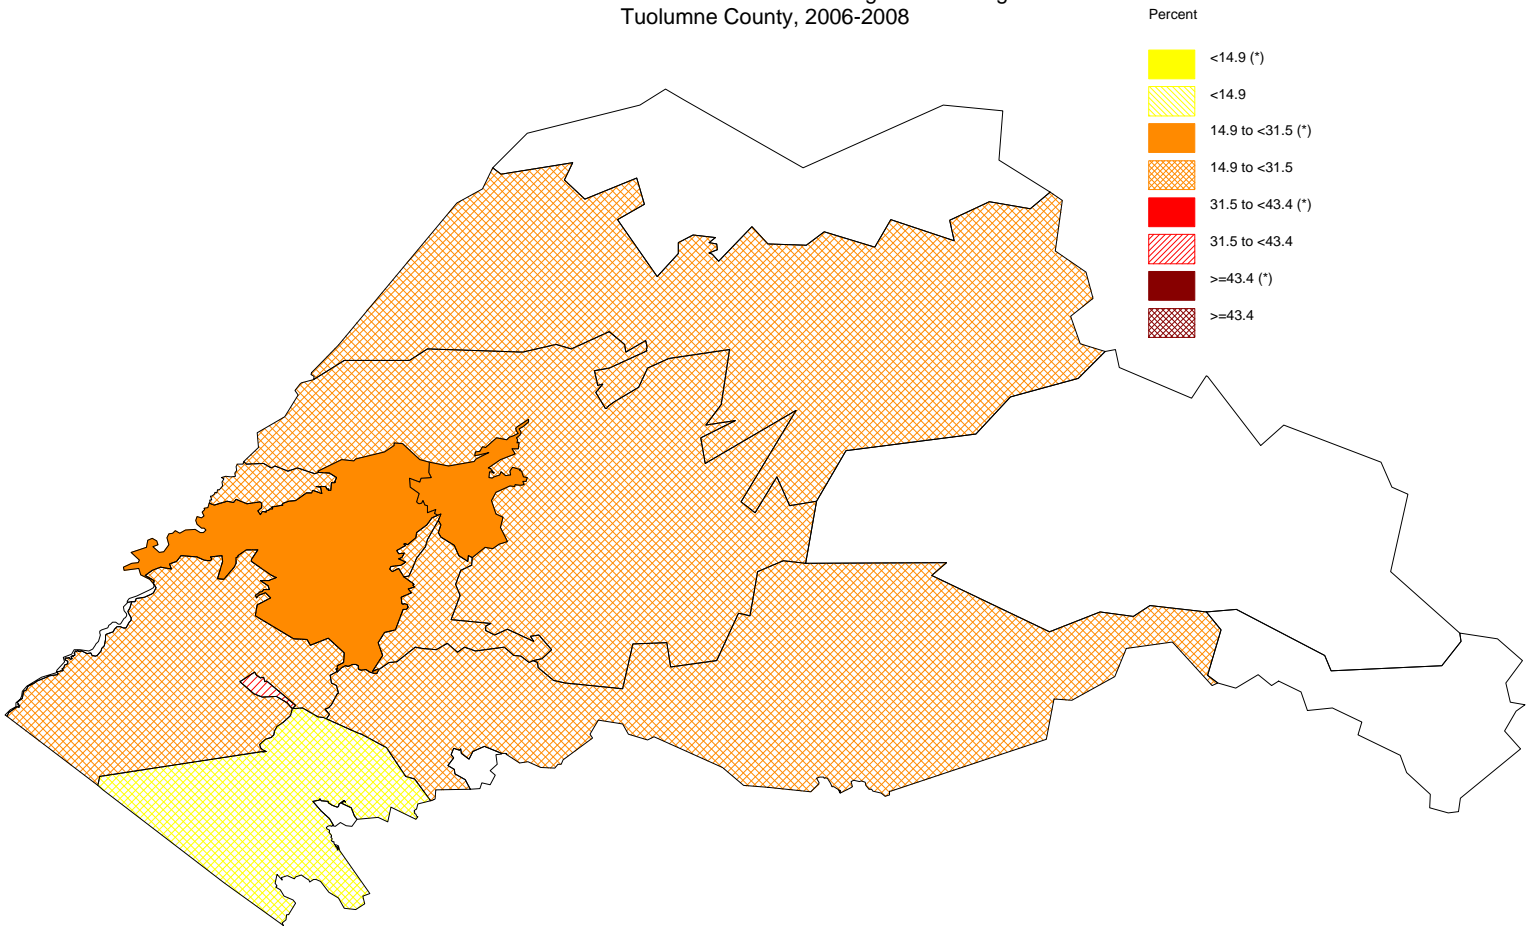 Tuolumne County, 2006-2008
Percent
<14.9 (*)
<14.9
14.9 to <31.5 (*)
14.9 to <31.5
31.5 to <43.4 (*)
31.5 to <43.4
>=43.4 (*)
>=43.4